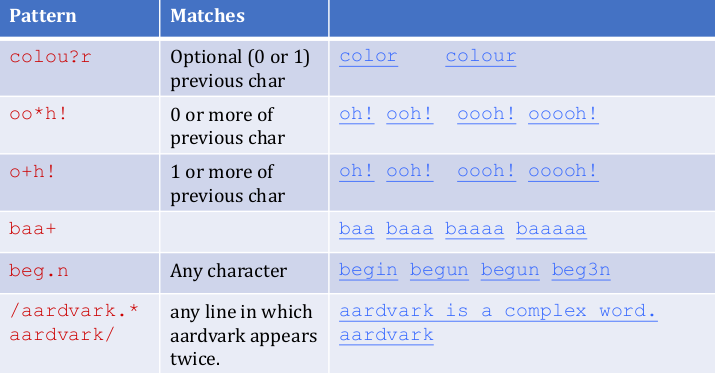 Pattern Matches
colou?r Optional (0 or 1) color colour
previous char
oo*h! 0 or more of oh! ooh! oooh! ooooh!
previous char
o+h! 1 or more of oh! ooh! oooh! ooooh!
previous char
baa+ baa baaa baaaa baaaaa
beg.n Any character begin begun begun beg3n
/aardvark.* any line in which aardvark is a complex word.
aardvark/ aardvark appears aardvark
twice.